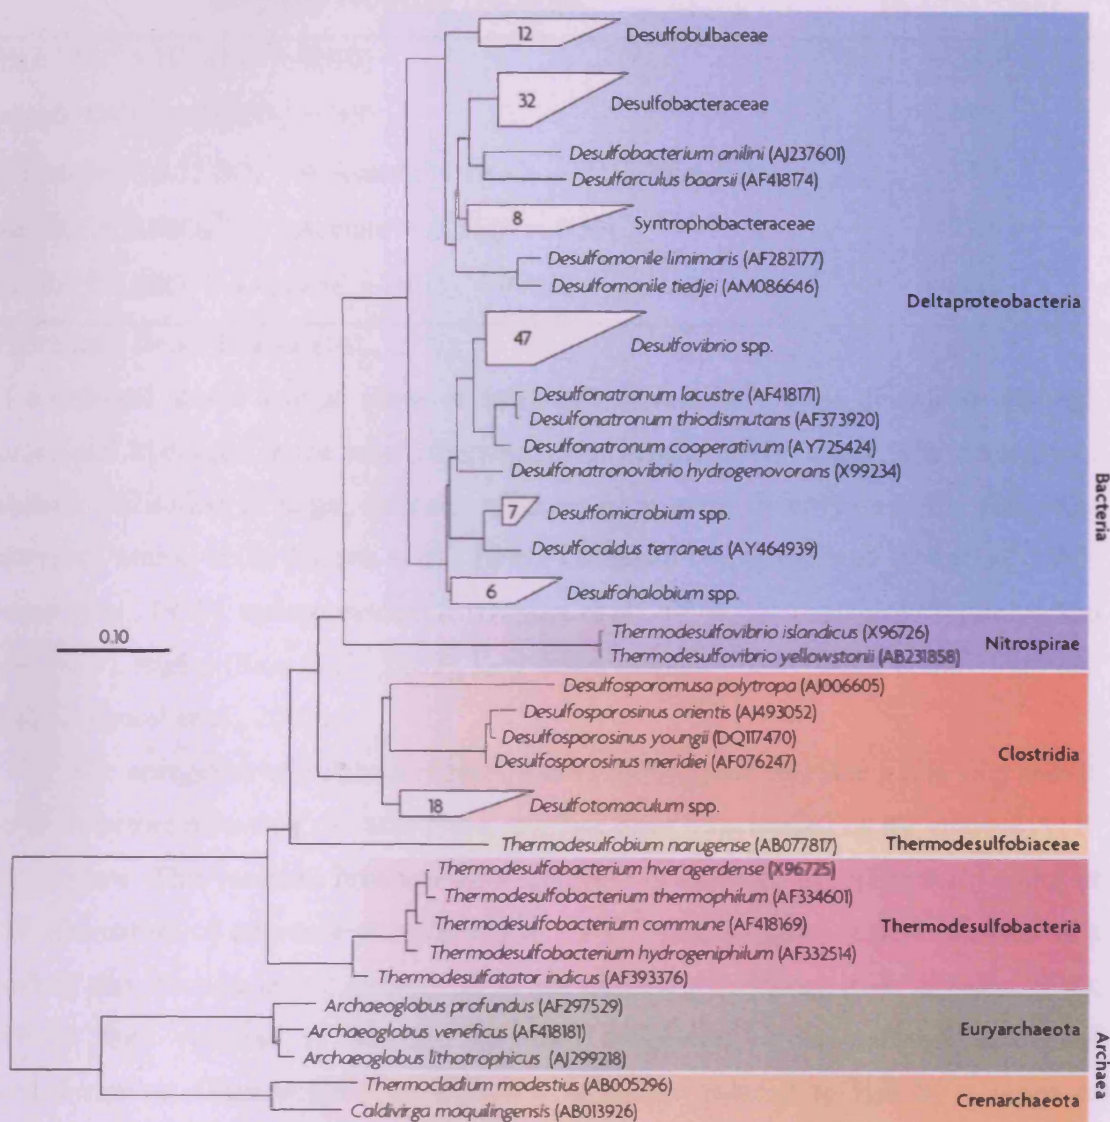 12 Desulfobulbaceae
32 Desulfobacteraceae
Desulfobacterium anilini (AJ237601)
Desulfarculus baarsii (AF418174)
8 Syntrophobacteraceae
Desulfomonile limimaris (AF282177)
Desulfomonile tiedjei (AM086646)
Deltaproteobacteria
47 Desulfovibrio spp.
Desulfonatronum lacustre (AF418171)
Desulfonatronum thiodismutans (AF373920)
Desulfonatronum cooperativum (AY725424)
Desulfonatronovibrio hydrogenovorans (X99234)
7 Desulfomicrobium spp.
Desulfocaldus terraneus (AY464939)
6 Desulfohalobium spp.
Bacteria
0.10
Thermodesulfovibrio islandicus (X96726)
Thermodesulfovibrio yellowstonii (AB231858)
Nitrospirae
Desulfosporomusa polytropa (AJ006605)
Desulfosporosinus orientis (AJ493052)
Desulfosporosinus youngii (DQ117470)
Desulfosporosinus meridiei (AF076247)
Clostridia
18 Desulfotomaculum spp.
Thermodesulfobium narugense (AB077817)
Thermodesulfobiaceae
Thermodesulfobacterium hveragerdense (X96725)
Thermodesulfobacterium thermophilum (AF334601)
Thermodesulfobacterium commune (AF418169)
Thermodesulfobacteria
Thermodesulfobacterium hydrogeniphilum (AF332514)
Thermodesulfatator indicus (AF393376)
Archaeoglobus profundus (AF297529)
Archaeoglobus veneficus (AF418181)
Euryarchaeota
Archaeoglobus lithotrophicus (AJ299218)
Thermocladium modestius (AB005296)
Caldivirga maquilingensis (AB013926)
Crenarchaeota
Archaea